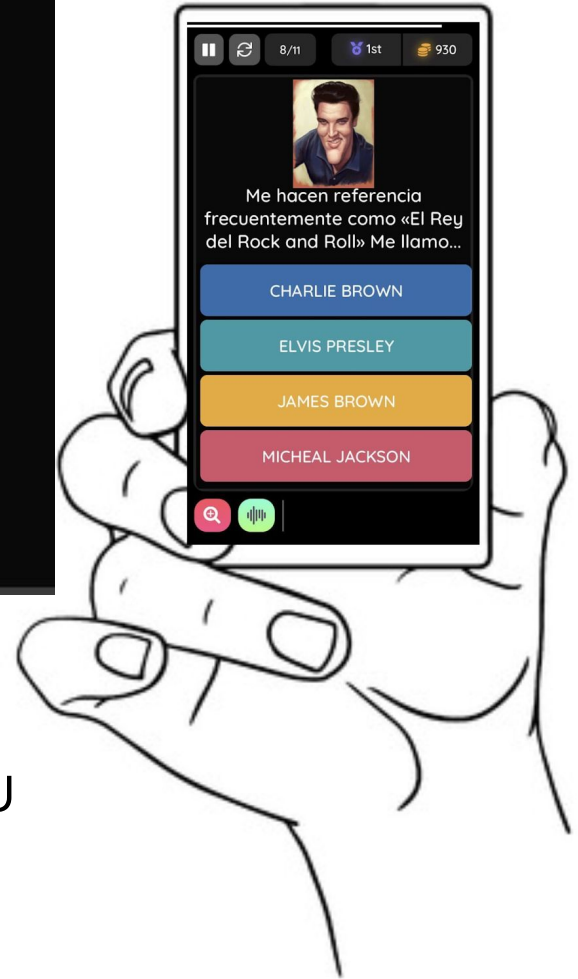 8/11
1st
930
Me hacen referencia
frecuentemente como «El Rey
del Rock and Roll» Me llamo...
CHARLIE BROWN
ELVIS PRESLEY
JAMES BROWN
MICHEAL JACKSON
U